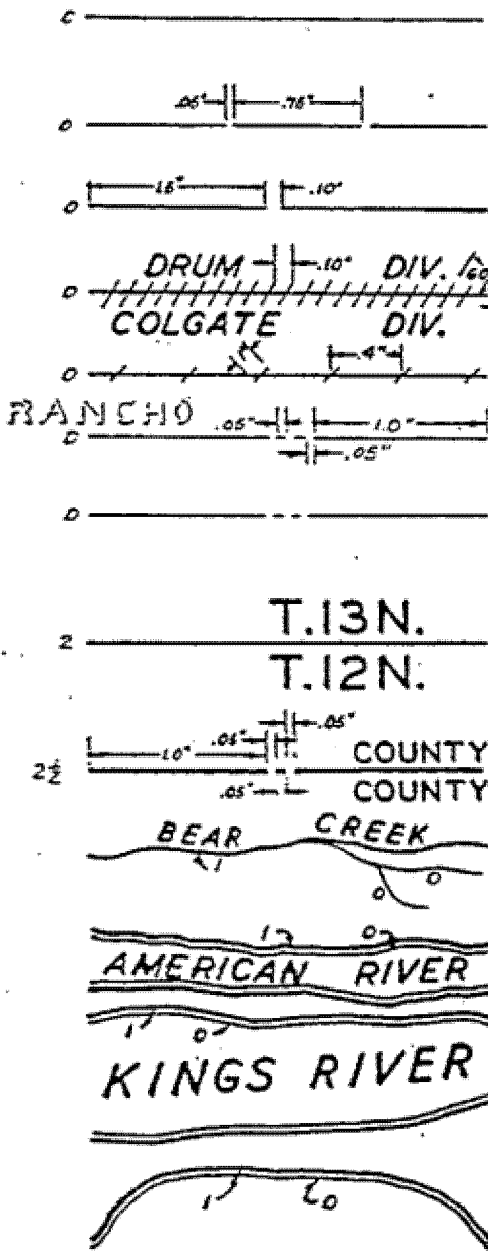 C
.05" .75"
0
1.5" .10"
0
DRUM .10" DIV.
0
COLGATE DIV.
.4"
0
RANCHO .05" 1.0"
0
.05"
0
T.13N.
2
T.12N.
.05"
1.0" COUNTY
2½
.05" COUNTY
BEAR CREEK
1 0
0
1 0
AMERICAN RIVER
1 0
KINGS RIVER
1 0